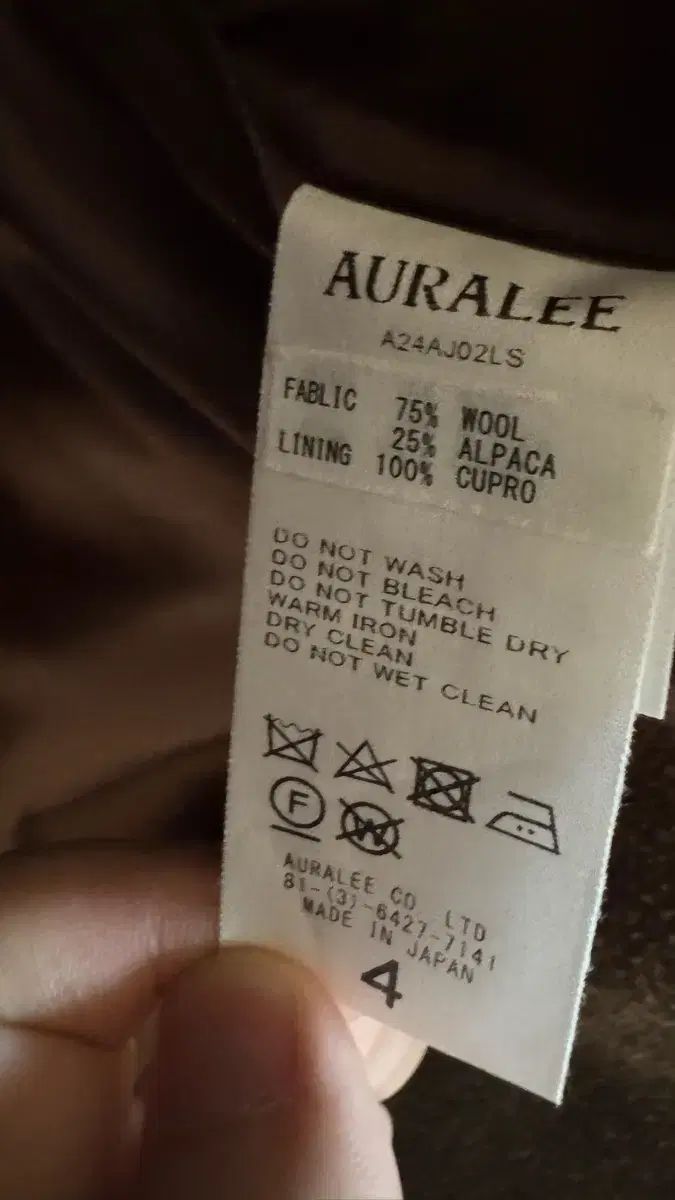 AURALEE
A24AJ02LS
FABLIC 75% WOOL
25% ALPACA
LINING 100% CUPRO
DO NOT WASH
DO NOT BLEACH
DO NOT TUMBLE DRY
WARM IRON
DRY CLEAN
DO NOT WET CLEAN
F
W
AURALEE CO. LTD
81-(3)-6427-7141
MADE IN JAPAN
4